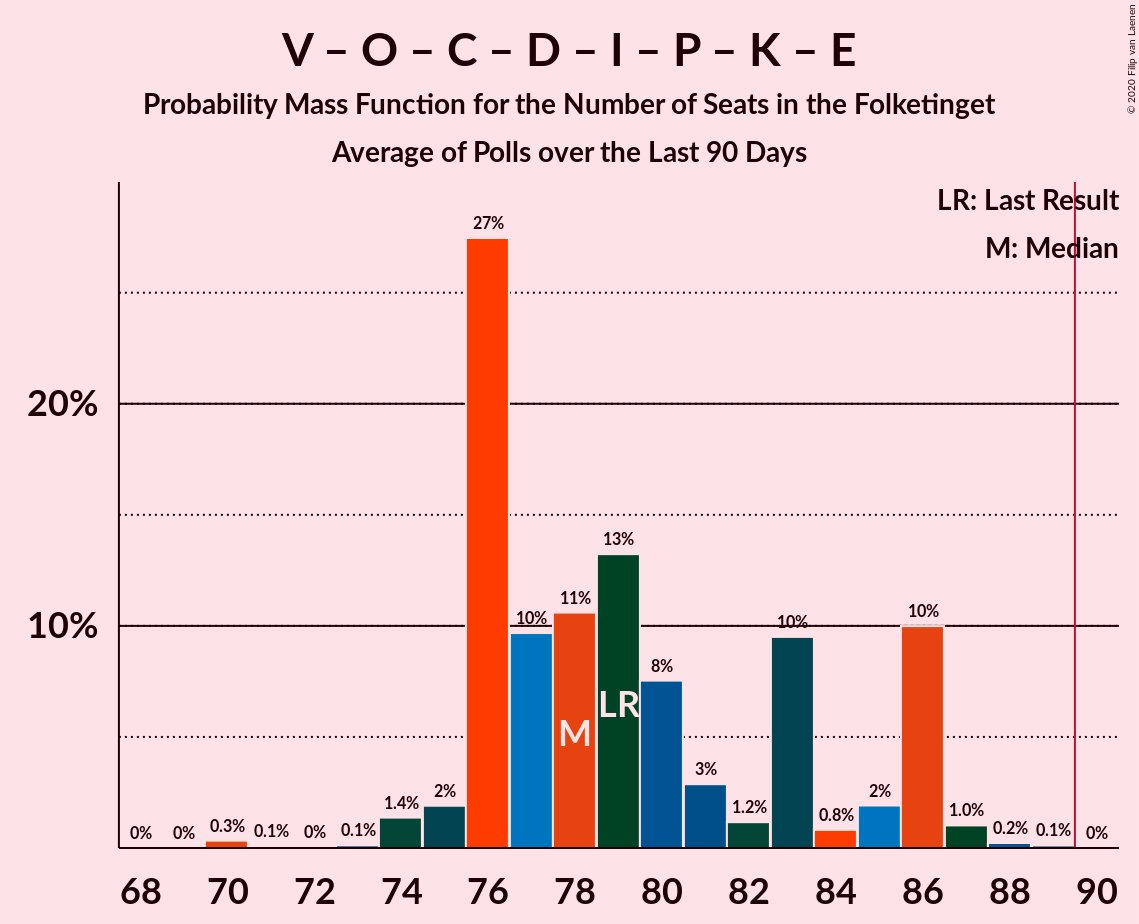 V – O – C – D – I – P – K – E
Probability Mass Function for the Number of Seats in the Folketinget
Average of Polls over the Last 90 Days
© 2020 Filip van Laenen
LR: Last Result
M: Median
20%
10%
0% 0% 0.3% 0.1% 0% 0.1% 1.4% 2% 27% 10% 11% 13% 8% 3% 1.2% 10% 0.8% 2% 10% 1.0% 0.2% 0.1% 0%
M LR
68 70 72 74 76 78 80 82 84 86 88 90